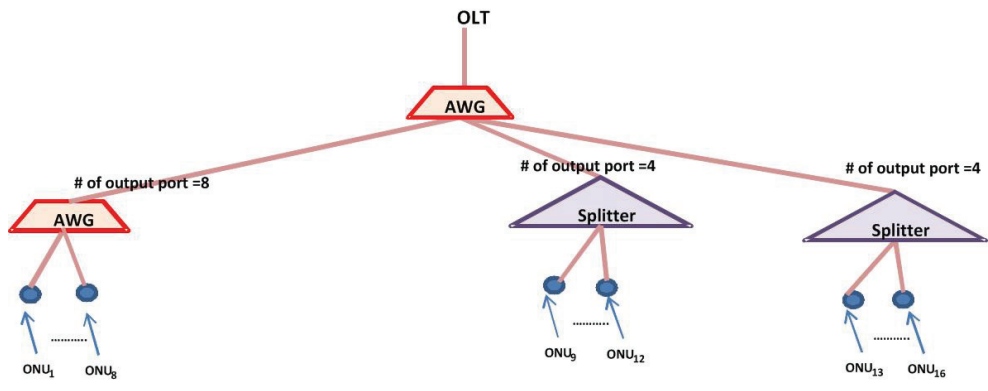 OLT
AWG
# of output port =8
# of output port =4
# of output port =4
AWG
Splitter
Splitter
...........
...........
...........
ONU1
ONU8
ONU9
ONU12
ONU13
ONU16